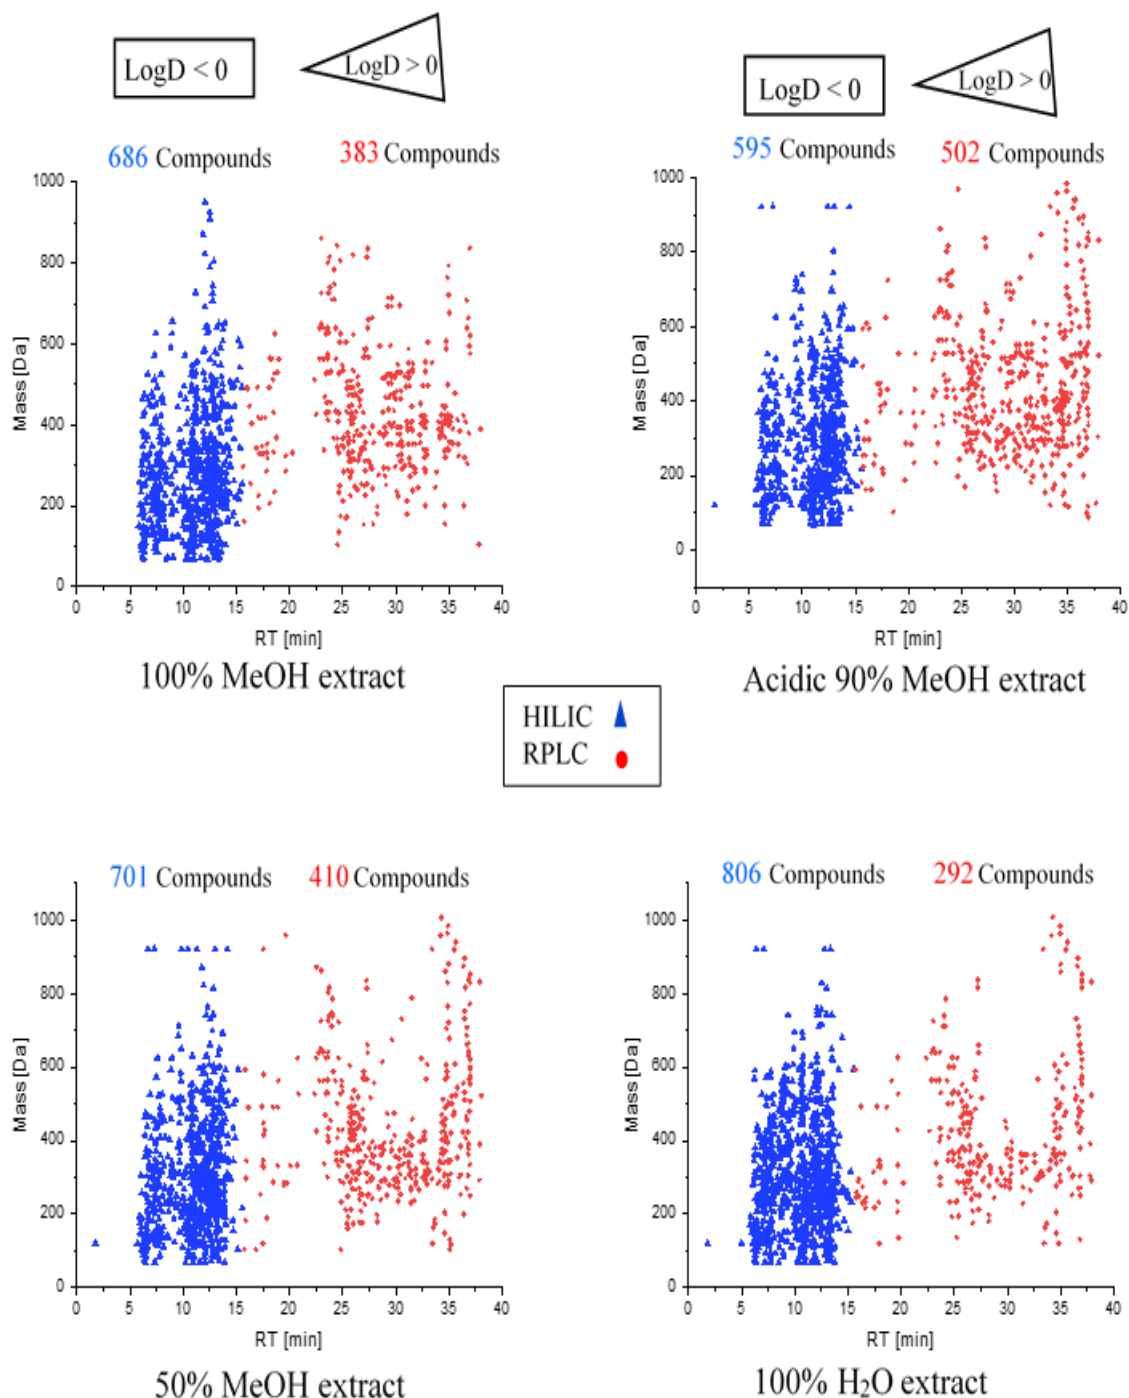 LogD < 0
LogD > 0
686 Compounds
383 Compounds
1000
800
600
400
200
0
Mass [Da]
0 5 10 15 20 25 30 35 40
RT [min]
100% MeOH extract
LogD < 0
LogD > 0
595 Compounds
502 Compounds
1000
800
600
400
200
0
Mass [Da]
0 5 10 15 20 25 30 35 40
RT [min]
Acidic 90% MeOH extract
HILIC
RPLC
701 Compounds
410 Compounds
1000
800
600
400
200
0
Mass [Da]
0 5 10 15 20 25 30 35 40
RT [min]
50% MeOH extract
806 Compounds
292 Compounds
1000
800
600
400
200
0
Mass [Da]
0 5 10 15 20 25 30 35 40
RT [min]
100% H₂O extract